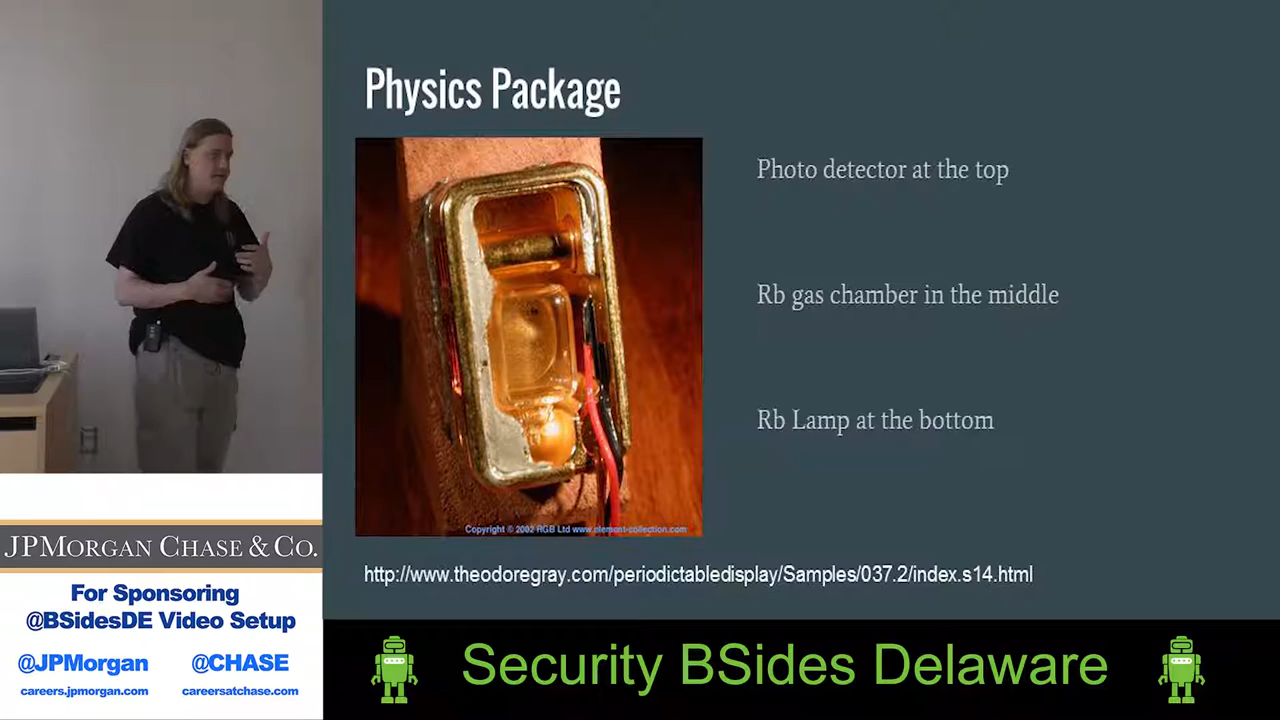 Physics Package
Photo detector at the top
Rb gas chamber in the middle
Rb Lamp at the bottom
Copyright © 2002 RGB Ltd www.element-collection.com
http://www.theodoregray.com/periodictabledisplay/Samples/037.2/index.s14.html
JPMORGAN CHASE & CO.
For Sponsoring
@BSidesDE Video Setup
@JPMorgan @CHASE
careers.jpmorgan.com careersatchase.com
Security BSides Delaware